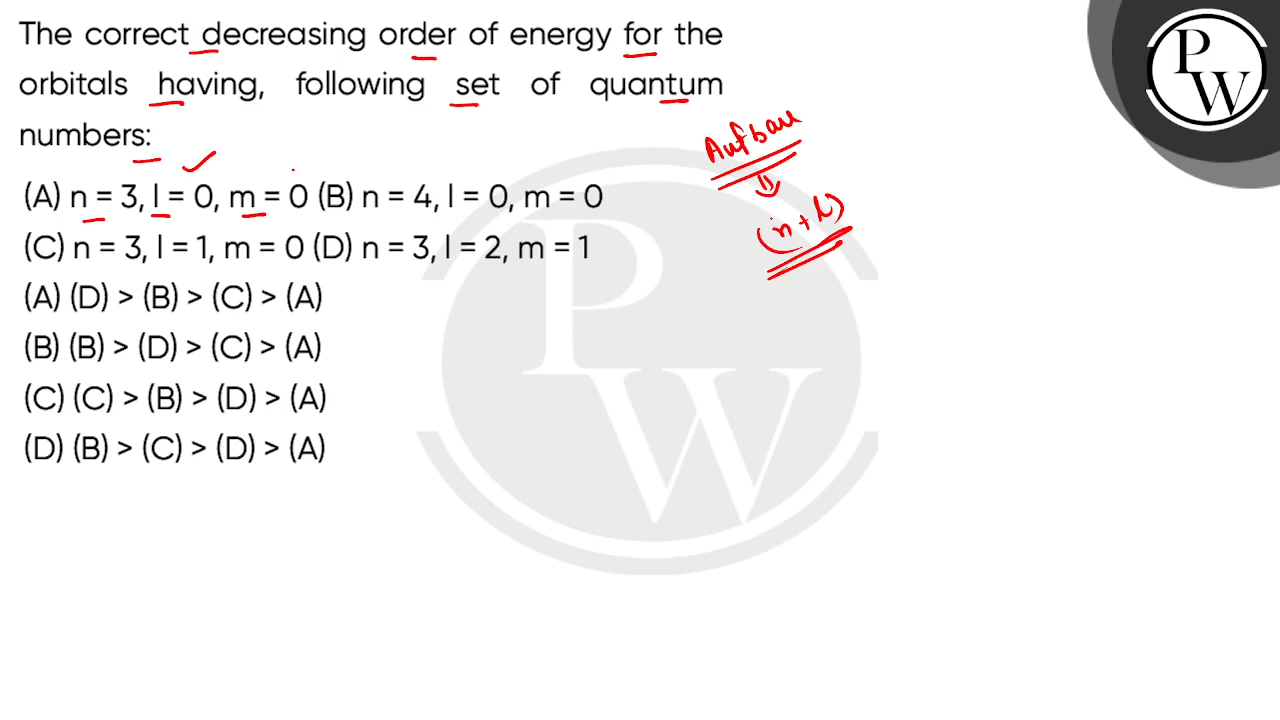 The correct decreasing order of energy for the
orbitals having, following set of quantum
numbers:
(A) n = 3, l = 0, m = 0 (B) n = 4, l = 0, m = 0
(C) n = 3, l = 1, m = 0 (D) n = 3, l = 2, m = 1
(A) (D) > (B) > (C) > (A)
(B) (B) > (D) > (C) > (A)
(C) (C) > (B) > (D) > (A)
(D) (B) > (C) > (D) > (A)
Aufbau
(n+l)
PW
PW